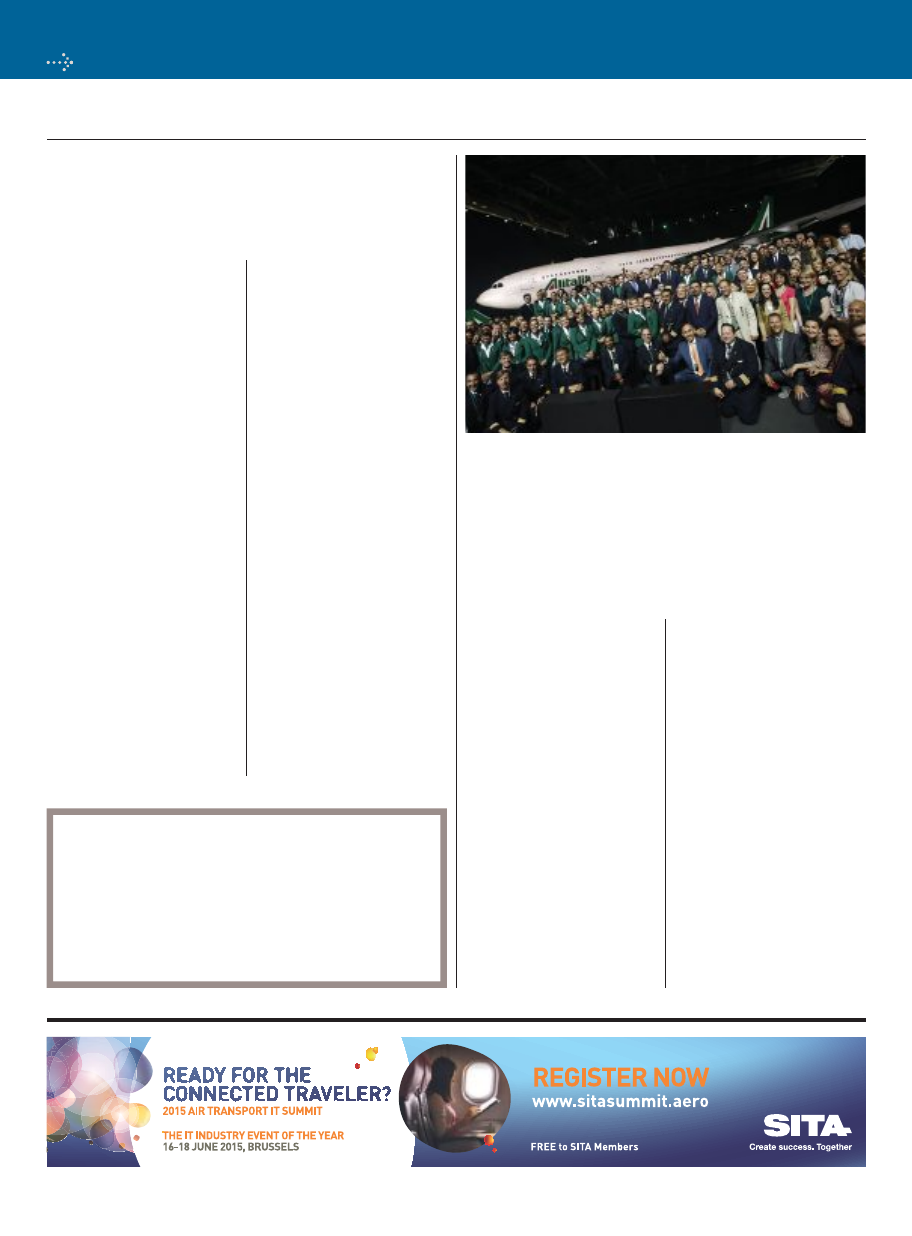 Alitalia
READY FOR THE
CONNECTED TRAVELER?
2015 AIR TRANSPORT IT SUMMIT
THE IT INDUSTRY EVENT OF THE YEAR
16-18 JUNE 2015, BRUSSELS
REGISTER NOW
www.sitasummit.aero
FREE to SITA Members
SITA
Create success. Together